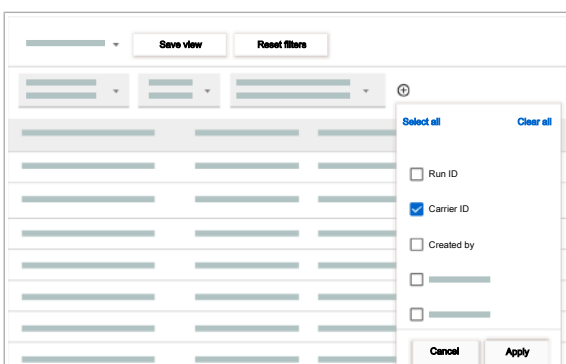 Save view
Reset filters
Select all
Clear all
Run ID
Carrier ID
Created by
Cancel
Apply